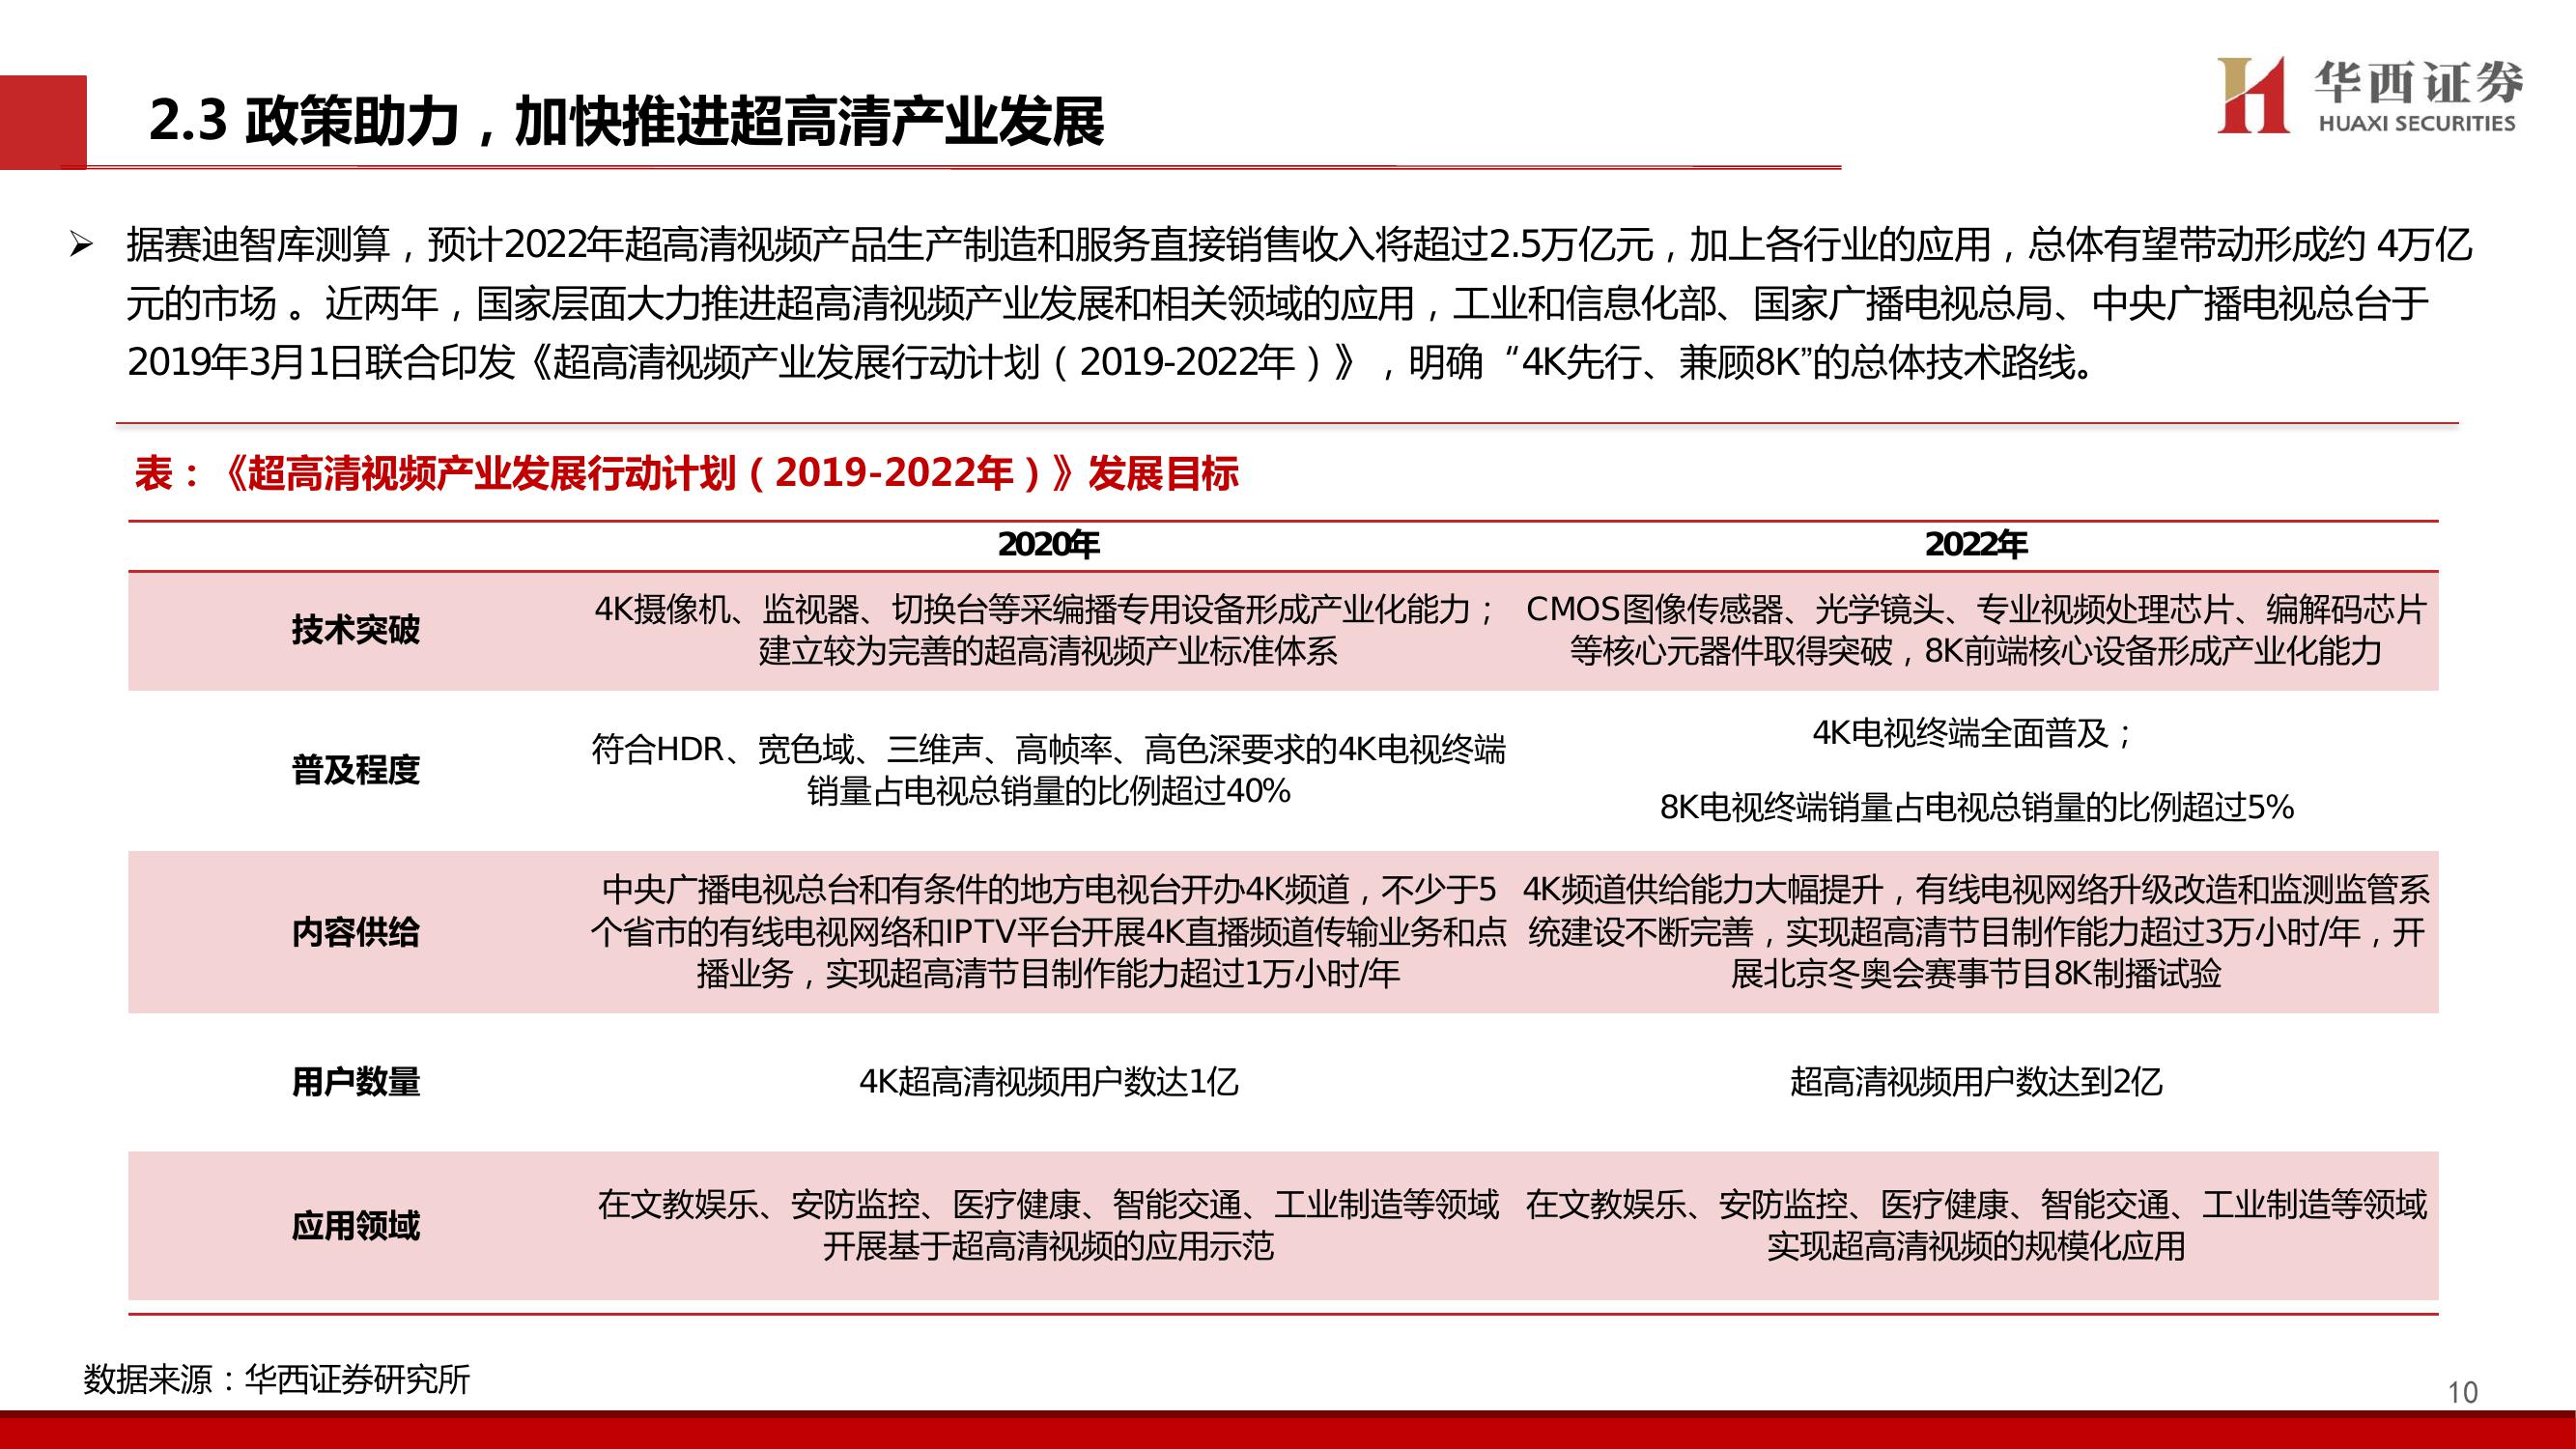 2.3 政策助力，加快推进超高清产业发展
华西证券
HUAXI SECURITIES
➢ 据赛迪智库测算，预计2022年超高清视频产品生产制造和服务直接销售收入将超过2.5万亿元，加上各行业的应用，总体有望带动形成约 4万亿
元的市场 。近两年，国家层面大力推进超高清视频产业发展和相关领域的应用，工业和信息化部、国家广播电视总局、中央广播电视总台于
2019年3月1日联合印发《超高清视频产业发展行动计划（2019-2022年）》，明确“4K先行、兼顾8K”的总体技术路线。
表：《超高清视频产业发展行动计划（2019-2022年）》发展目标
2020年
2022年
技术突破
4K摄像机、监视器、切换台等采编播专用设备形成产业化能力；
建立较为完善的超高清视频产业标准体系
CMOS图像传感器、光学镜头、专业视频处理芯片、编解码芯片
等核心元器件取得突破，8K前端核心设备形成产业化能力
普及程度
符合HDR、宽色域、三维声、高帧率、高色深要求的4K电视终端
销量占电视总销量的比例超过40%
4K电视终端全面普及；
8K电视终端销量占电视总销量的比例超过5%
内容供给
中央广播电视总台和有条件的地方电视台开办4K频道，不少于5
个省市的有线电视网络和IPTV平台开展4K直播频道传输业务和点
播业务，实现超高清节目制作能力超过1万小时/年
4K频道供给能力大幅提升，有线电视网络升级改造和监测监管系
统建设不断完善，实现超高清节目制作能力超过3万小时/年，开
展北京冬奥会赛事节目8K制播试验
用户数量
4K超高清视频用户数达1亿
超高清视频用户数达到2亿
应用领域
在文教娱乐、安防监控、医疗健康、智能交通、工业制造等领域
开展基于超高清视频的应用示范
在文教娱乐、安防监控、医疗健康、智能交通、工业制造等领域
实现超高清视频的规模化应用
数据来源：华西证券研究所
10